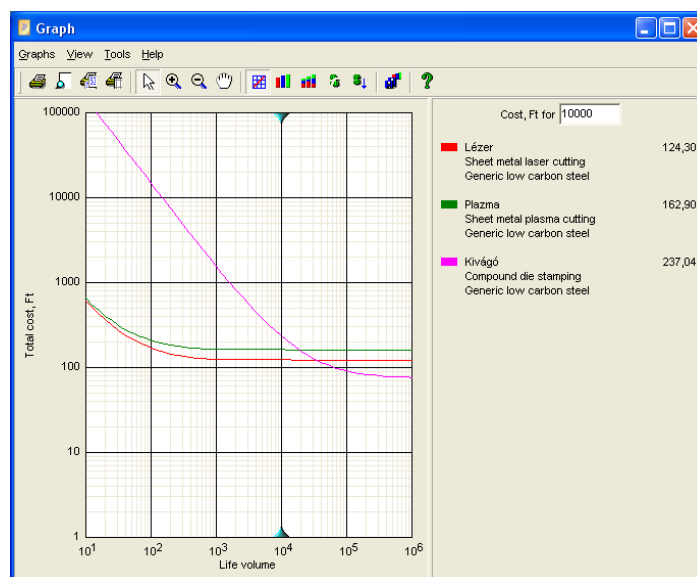 Graph
Graphs View Tools Help
Cost, Ft for 10000
Lézer 124,30
Sheet metal laser cutting
Generic low carbon steel
Plazma 162,90
Sheet metal plasma cutting
Generic low carbon steel
Kivágó 237,04
Compound die stamping
Generic low carbon steel
Total cost, Ft
100000
10000
1000
100
10
1
10¹ 10² 10³ 10⁴ 10⁵ 10⁶
Life volume